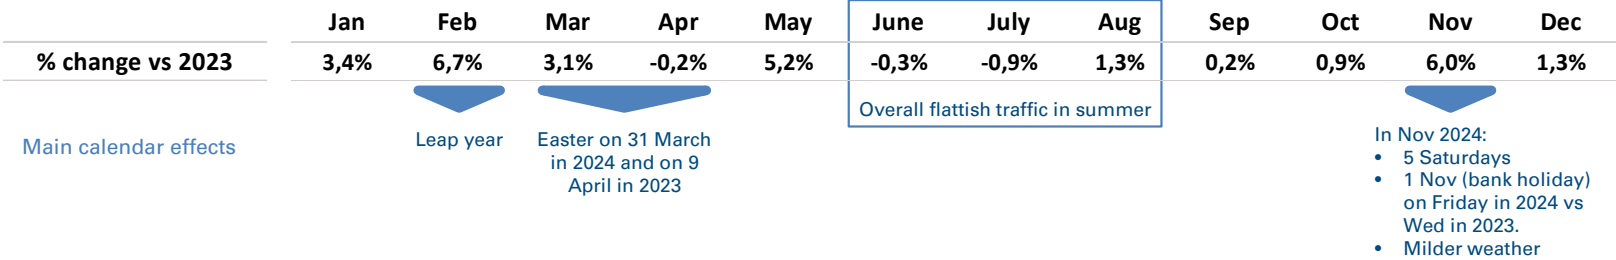 Jan Feb Mar Apr May June July Aug Sep Oct Nov Dec
% change vs 2023 3,4% 6,7% 3,1% -0,2% 5,2% -0,3% -0,9% 1,3% 0,2% 0,9% 6,0% 1,3%
Overall flattish traffic in summer
Main calendar effects
Leap year
Easter on 31 March
in 2024 and on 9
April in 2023
In Nov 2024:
• 5 Saturdays
• 1 Nov (bank holiday)
on Friday in 2024 vs
Wed in 2023.
• Milder weather